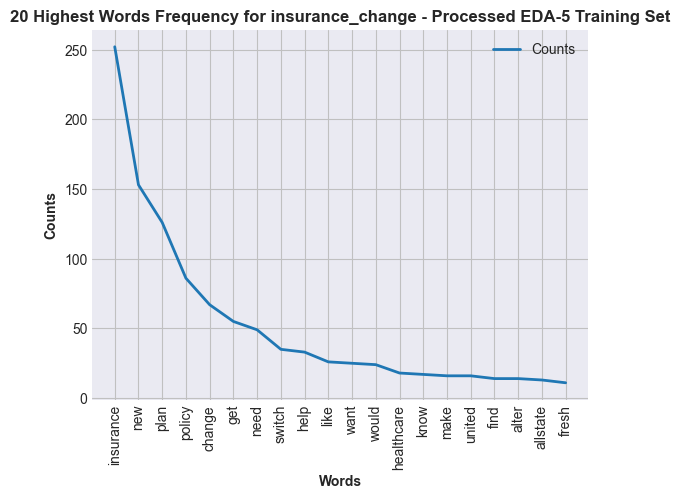 20 Highest Words Frequency for insurance_change - Processed EDA-5 Training Set
Counts
250
200
150
100
50
0
Counts
insurance
new
plan
policy
change
get
need
switch
help
like
want
would
healthcare
know
make
united
find
alter
allstate
fresh
Words